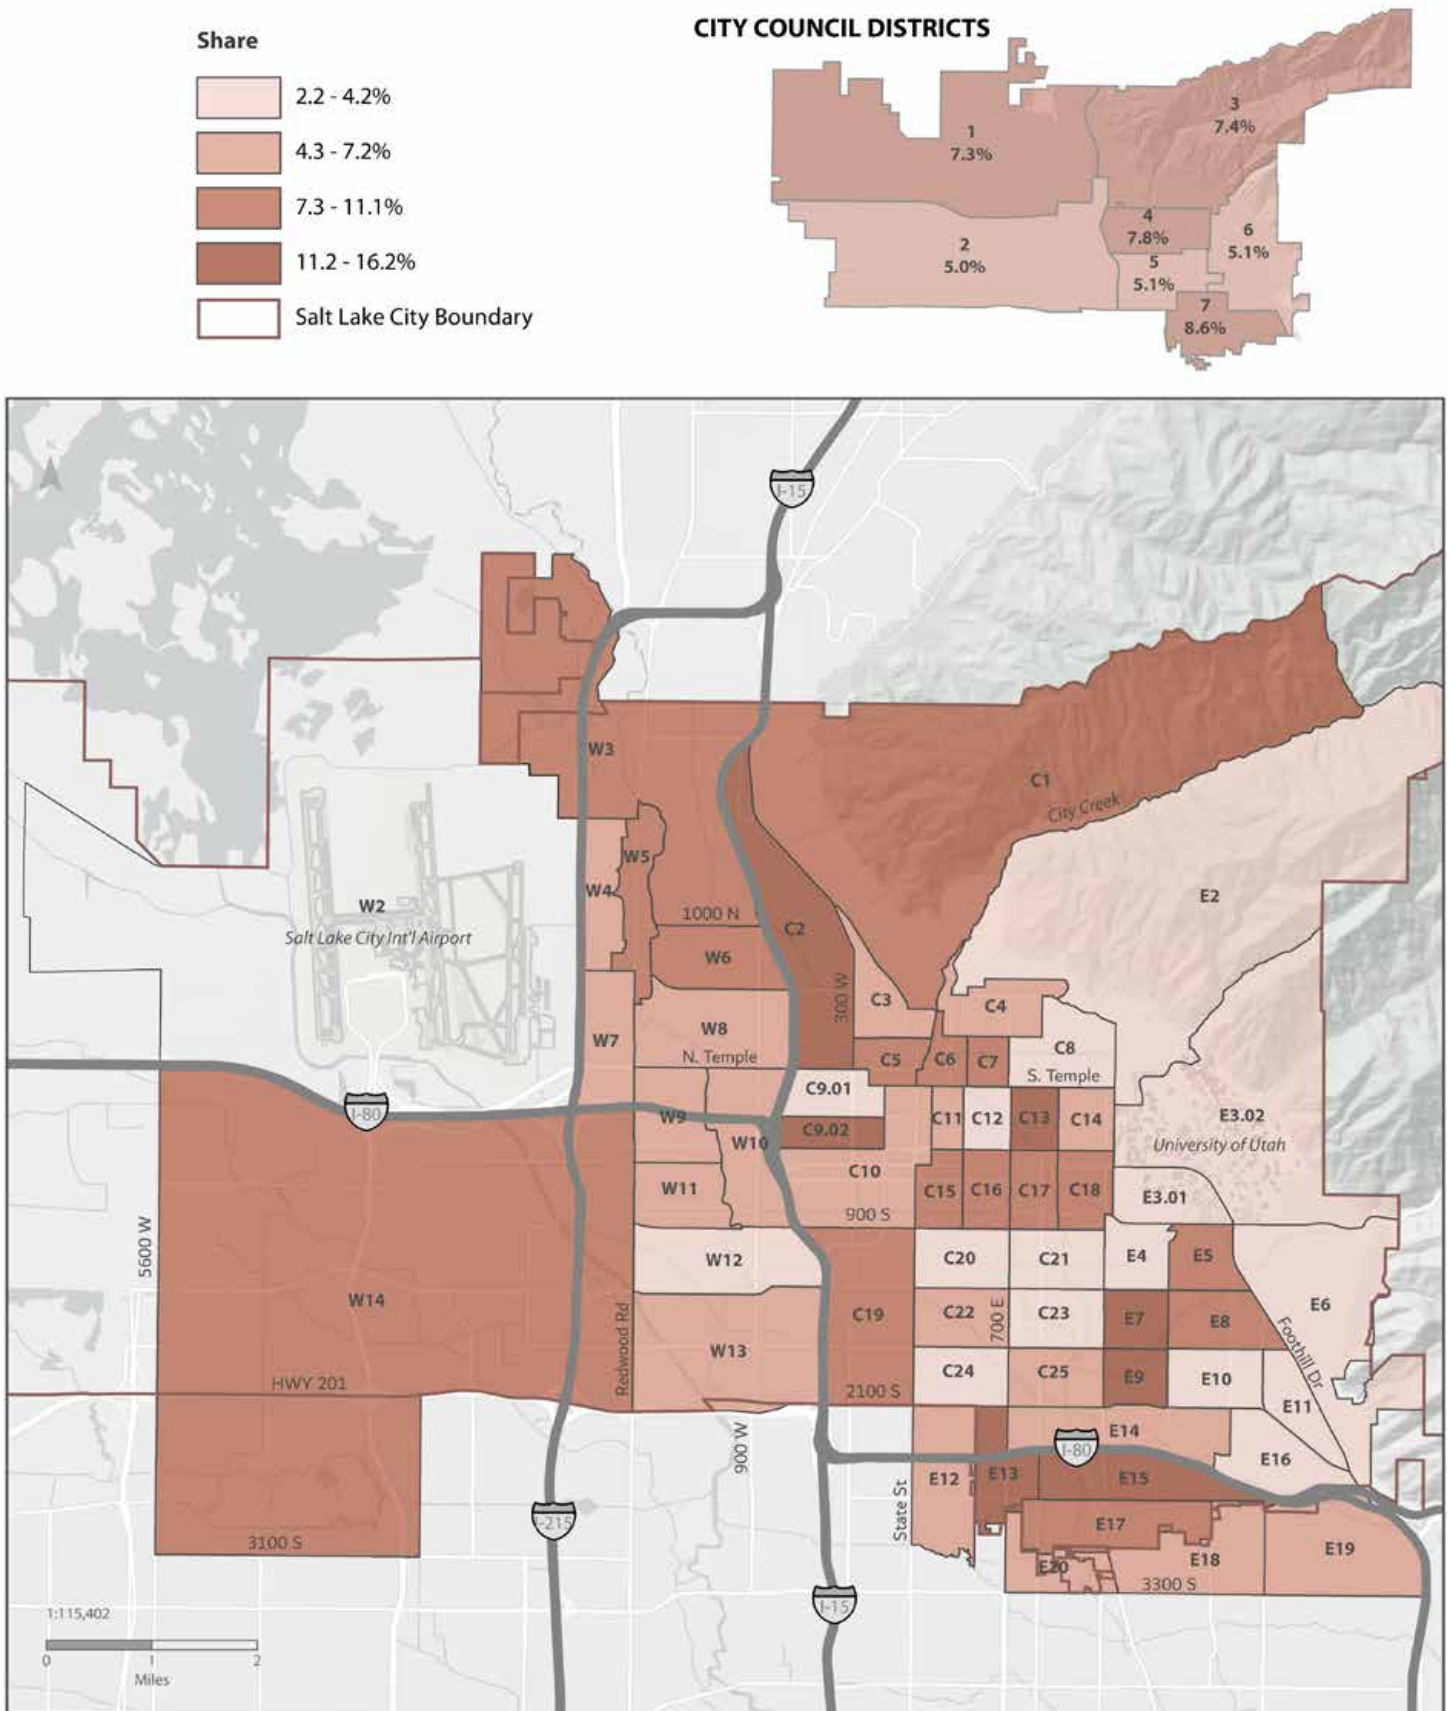 CITY COUNCIL DISTRICTS
Share
2.2 - 4.2%
4.3 - 7.2%
7.3 - 11.1%
11.2 - 16.2%
Salt Lake City Boundary
1
7.3%
3
7.4%
2
5.0%
4
7.8%
6
5.1%
5
5.1%
7
8.6%
I-15
W3
C1
City Creek
W5
W4
W2
Salt Lake City Int'l Airport
1000 N
C2
E2
W6
300 W
C3
C4
W7
W8
N. Temple
C5
C6
C7
C8
S. Temple
I-80
C9.01
W9
W10
C9.02
C11
C12
C13
C14
E3.02
University of Utah
W11
C10
C15
C16
C17
C18
E3.01
900 S
5600 W
W12
C20
C21
E4
E5
W14
Redwood Rd
W13
C19
C22
700 E
C23
E7
E8
E6
Foothill Dr
HWY 201
2100 S
C24
C25
E9
E10
E11
900 W
E14
I-80
E12
E13
E15
E16
State St
I-215
3100 S
E17
E20
E18
E19
3300 S
I-15
1:115,402
0 1 2
Miles